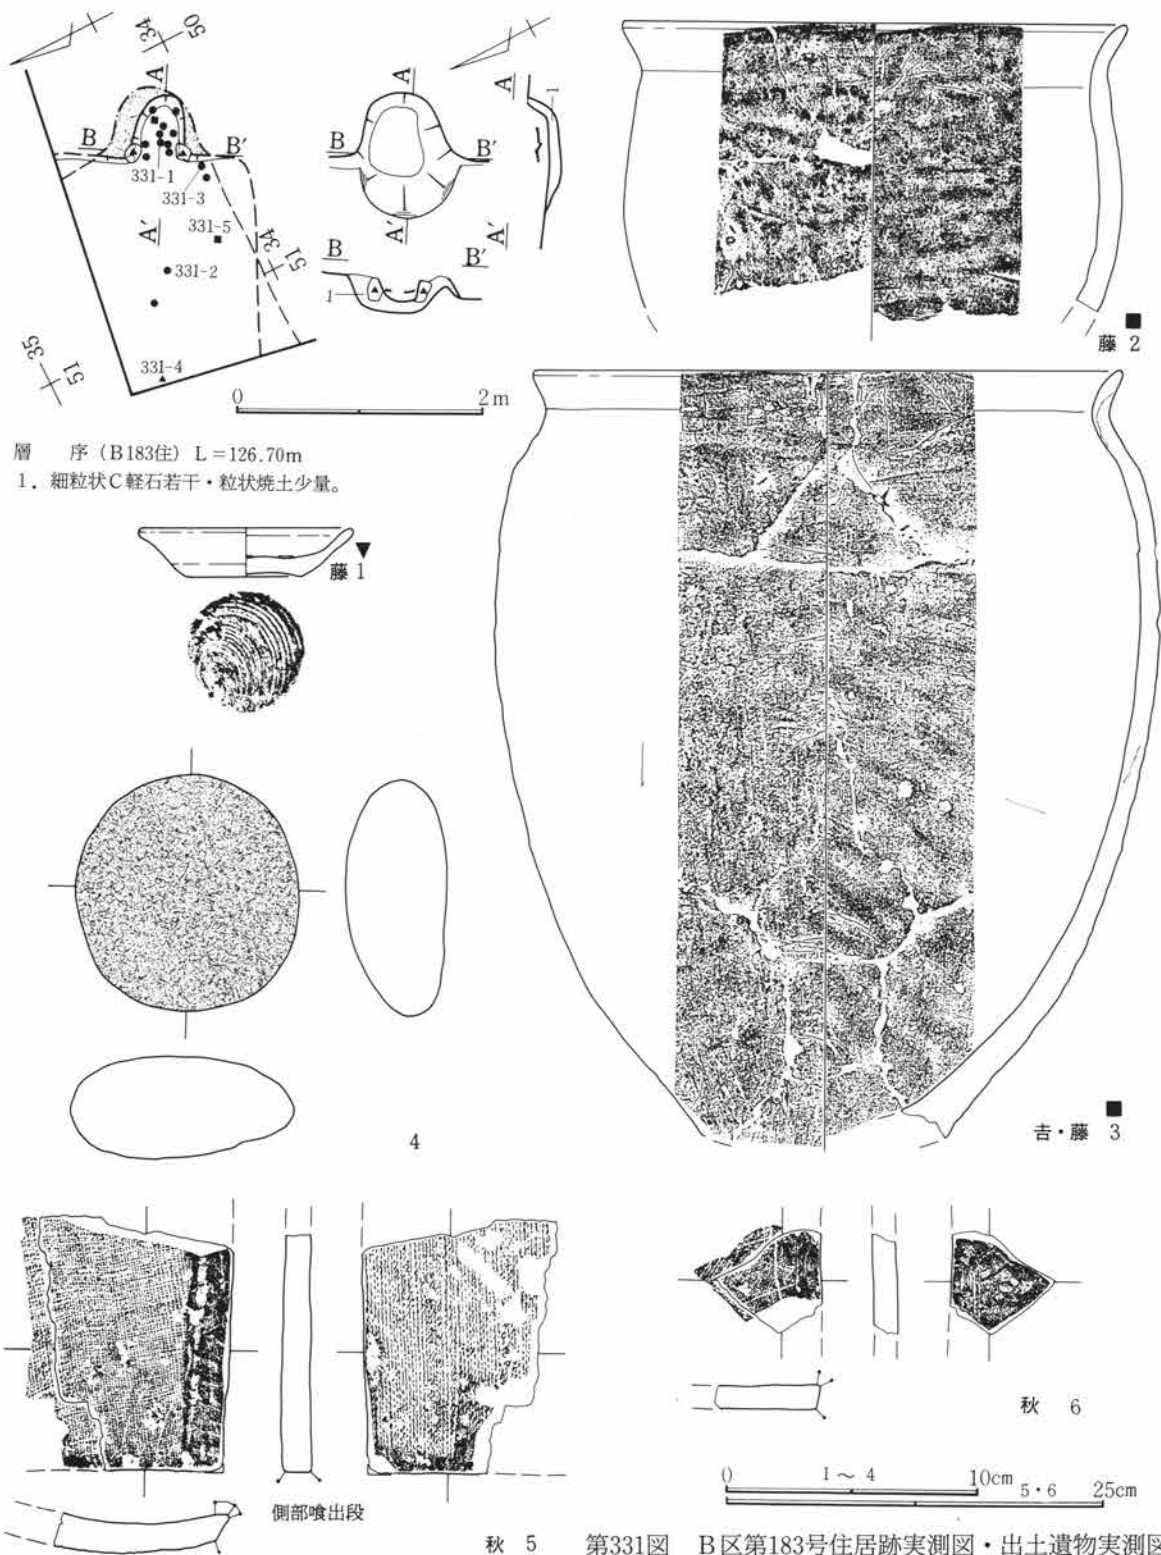 34
50
A
A
A
1
B
B'
B
B'
331-1
331-3
A'
331-5
34
51
A'
A'
331-2
B
B'
1
35
51
331-4
0 2m
藤 2
層 序(B183住)L=126.70m
1. 細粒状C軽石若干・粒状焼土少量。
藤 1
4
吉・藤 3
側部喰出段
秋 5
秋 6
0 1~4 10cm
5・6 25cm
第331図 B区第183号住居跡実測図・出土遺物実測図